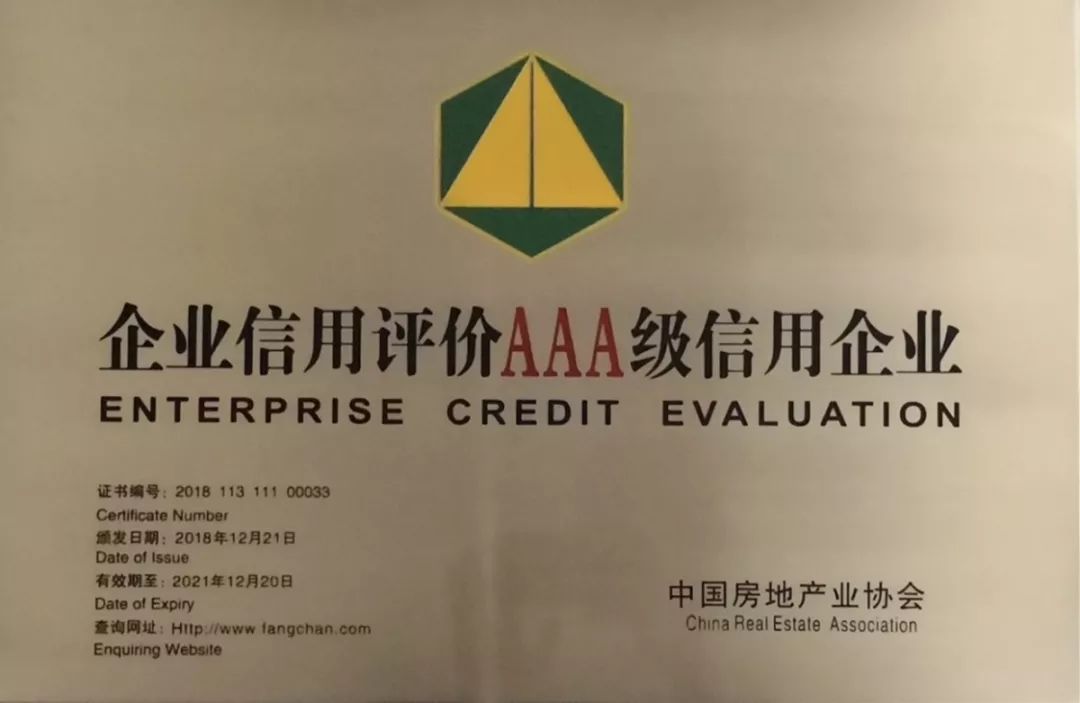 企业信用评价AAA级信用企业
ENTERPRISE CREDIT EVALUATION
证书编号：2018 113 111 00033
Certificate Number
颁发日期：2018年12月21日
Date of Issue
有效期至：2021年12月20日
Date of Expiry
查询网址：Http://www fangchan.com
Enquiring Website
中国房地产业协会
China Real Estate Association